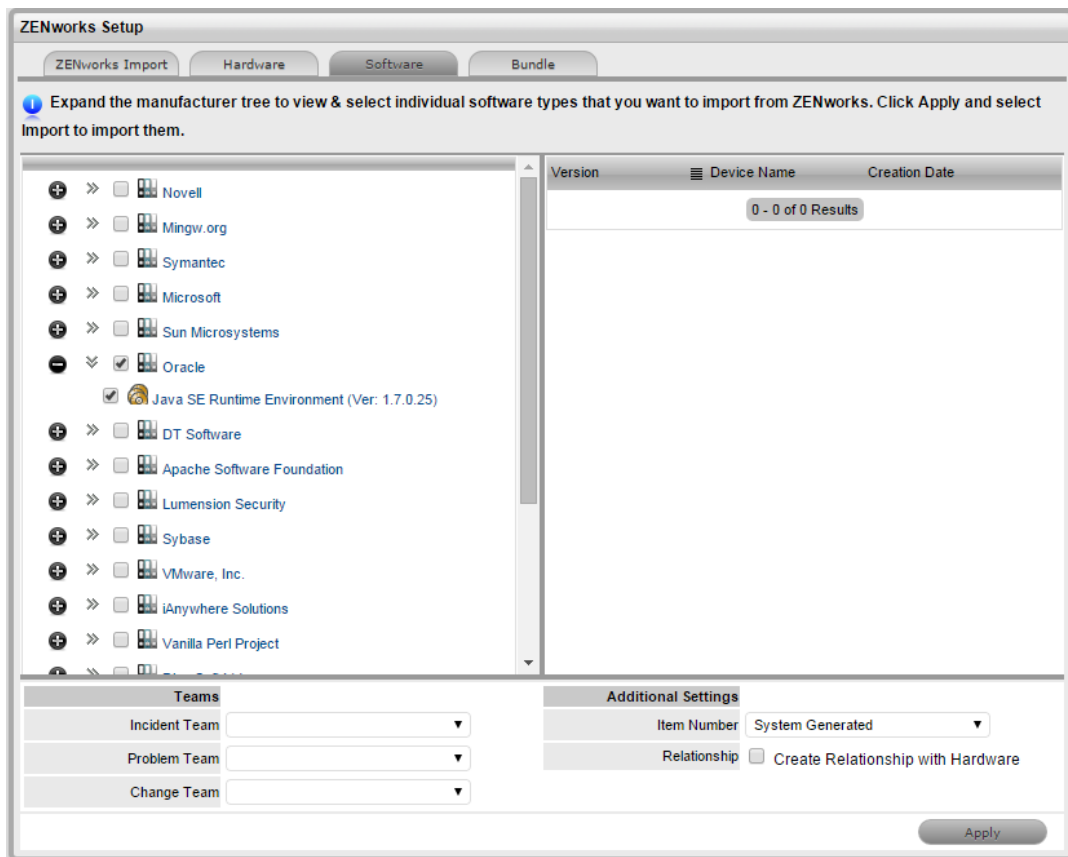 ZENworks Setup
ZENworks Import Hardware Software Bundle
Expand the manufacturer tree to view & select individual software types that you want to import from ZENworks. Click Apply and select
Import to import them.
Version Device Name Creation Date
0 - 0 of 0 Results
Novell
Mingw.org
Symantec
Microsoft
Sun Microsystems
Oracle
Java SE Runtime Environment (Ver: 1.7.0.25)
DT Software
Apache Software Foundation
Lumension Security
Sybase
VMware, Inc.
iAnywhere Solutions
Vanilla Perl Project
Teams
Incident Team
Problem Team
Change Team
Additional Settings
Item Number System Generated
Relationship Create Relationship with Hardware
Apply